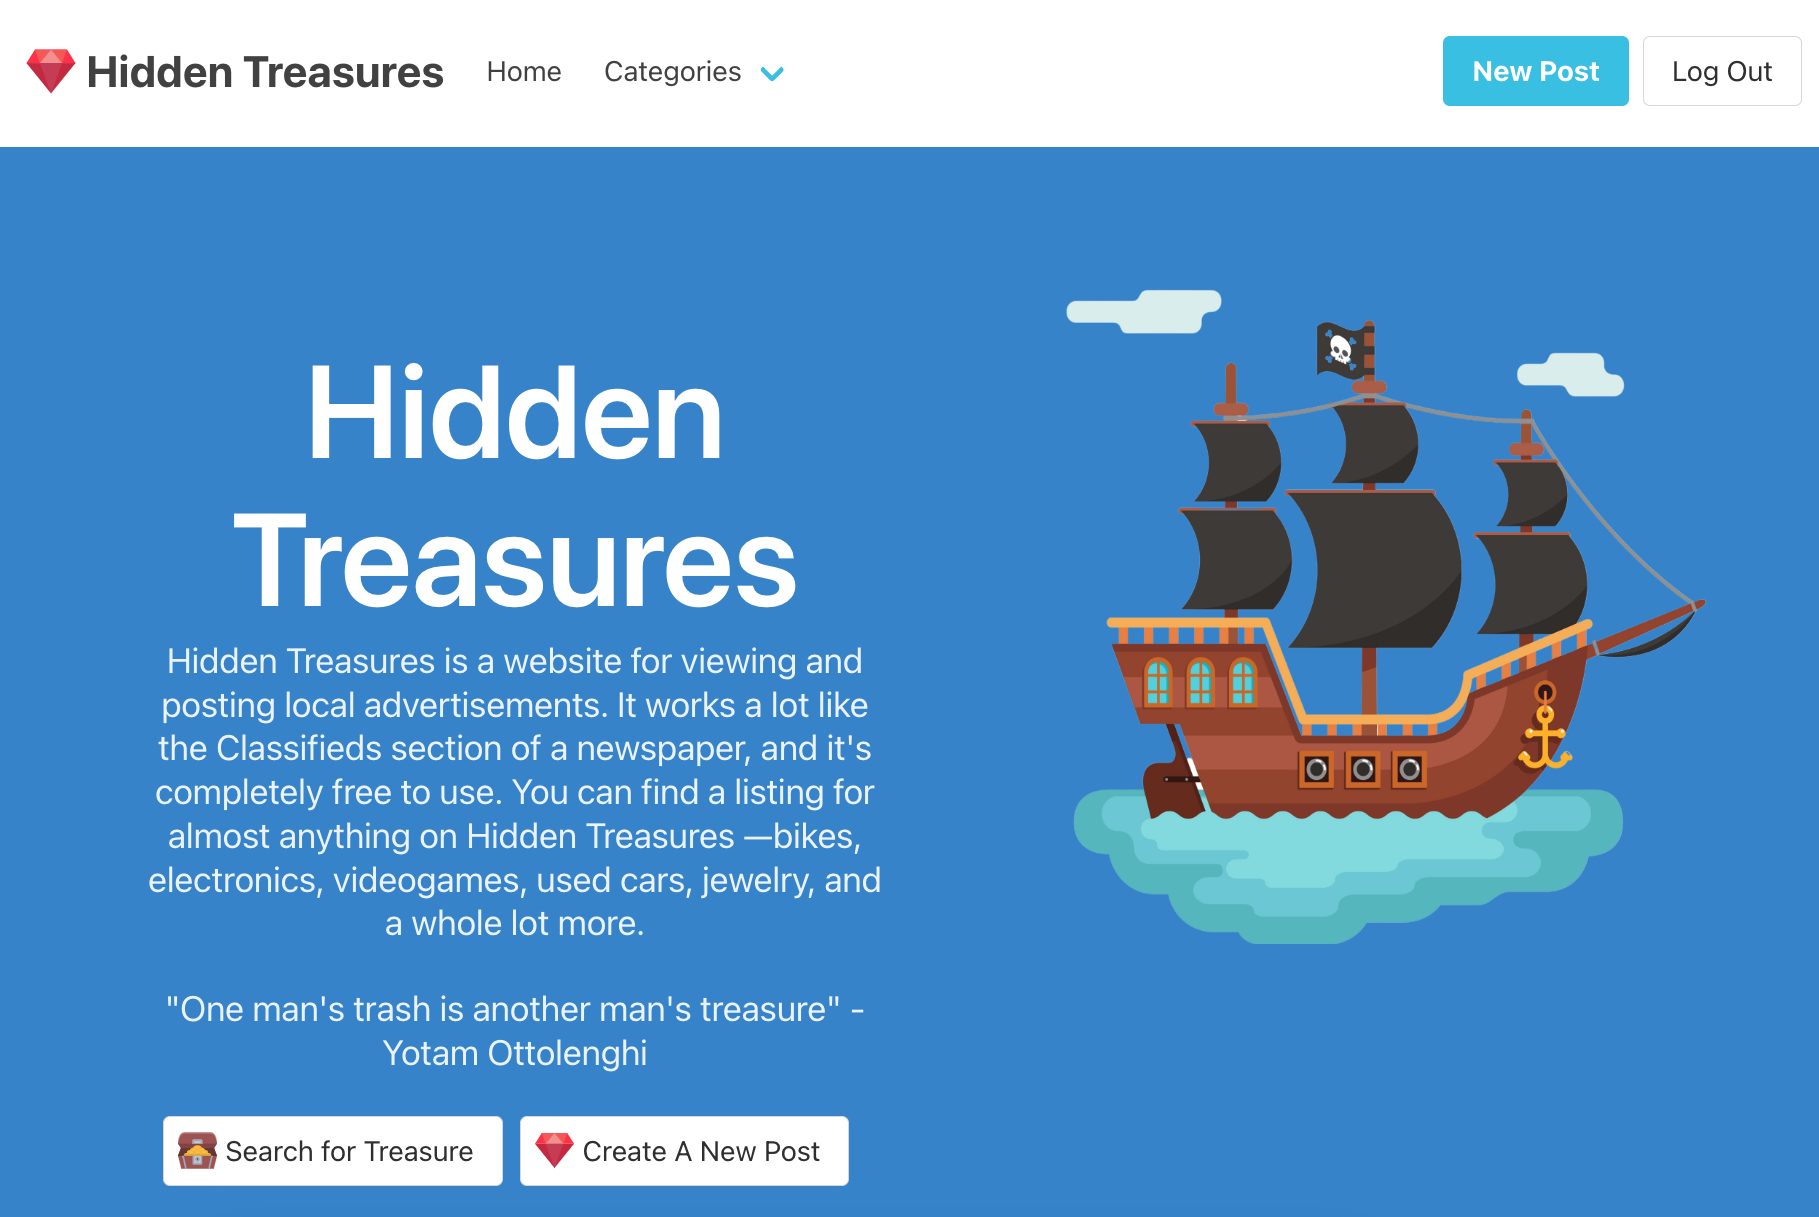 Hidden Treasures
Home
Categories
New Post
Log Out
Hidden
Treasures
Hidden Treasures is a website for viewing and
posting local advertisements. It works a lot like
the Classifieds section of a newspaper, and it's
completely free to use. You can find a listing for
almost anything on Hidden Treasures —bikes,
electronics, videogames, used cars, jewelry, and
a whole lot more.
"One man's trash is another man's treasure" -
Yotam Ottolenghi
Search for Treasure
Create A New Post